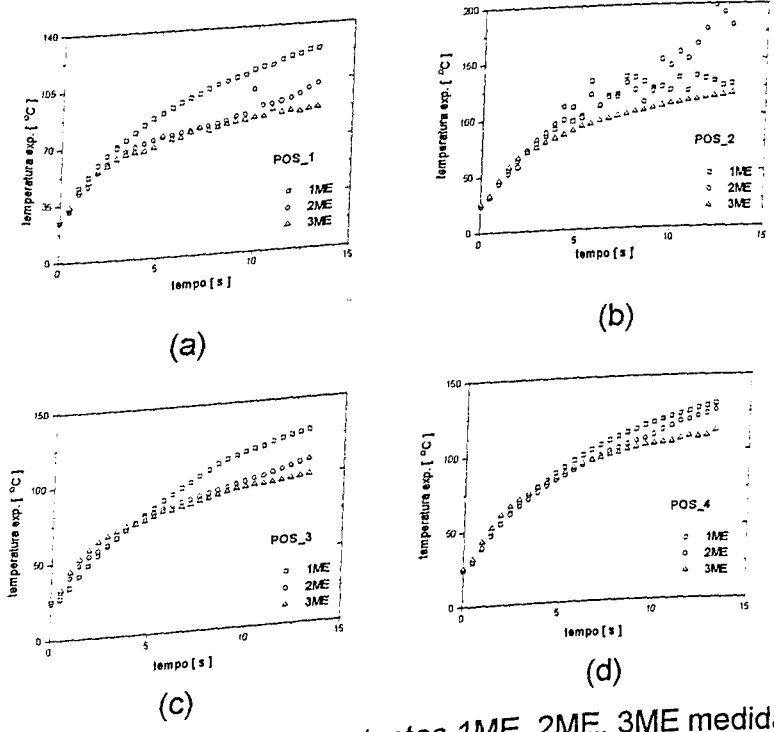 temperatura exp. [ °C]
140
105
70
35
0
0
5
10
15
tempo [ s ]
POS_1
1ME
2ME
3ME
(a)
temperatura exp. [ °C]
200
150
100
50
0
0
5
10
15
tempo [ s ]
POS_2
1ME
2ME
3ME
(b)
temperatura exp. [ °C]
150
100
50
0
0
5
10
15
tempo [ s ]
POS_3
1ME
2ME
3ME
(c)
temperatura exp. [ °C]
150
100
50
0
0
5
10
15
tempo [ s ]
POS_4
1ME
2ME
3ME
(d)
1ME, 2ME, 3ME